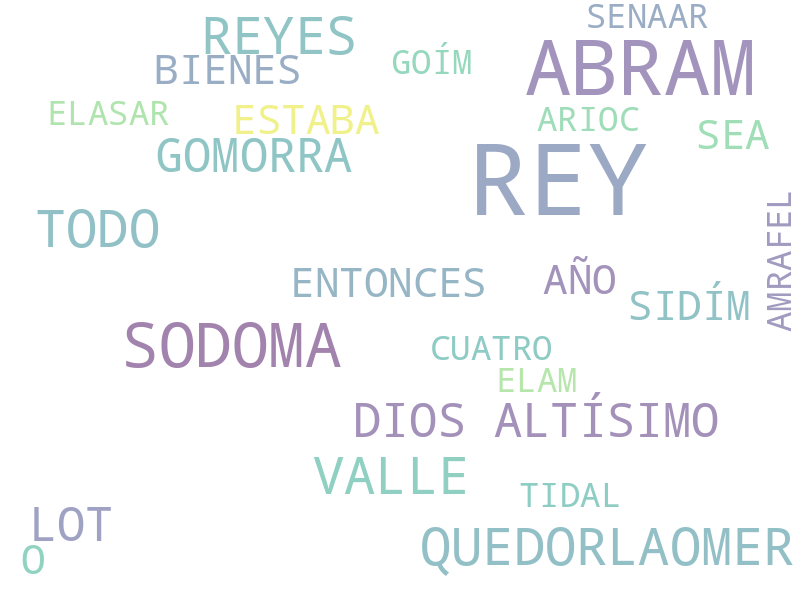 SENAAR
REYES
ABRAM
GOÍM
BIENES
ELASAR
ESTABA
ARIOC
SEA
GOMORRA
REY
TODO
AMRAFEL
ENTONCES
AÑO
SIDÍM
SODOMA
CUATRO
ELAM
DIOS ALTÍSIMO
VALLE
TIDAL
LOT
QUEDORLAOMER
O